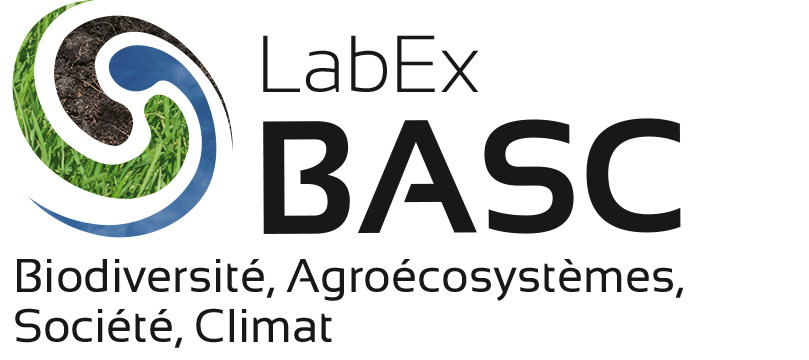 LabEx
BASC
Biodiversité, Agroécosystèmes,
Société, Climat